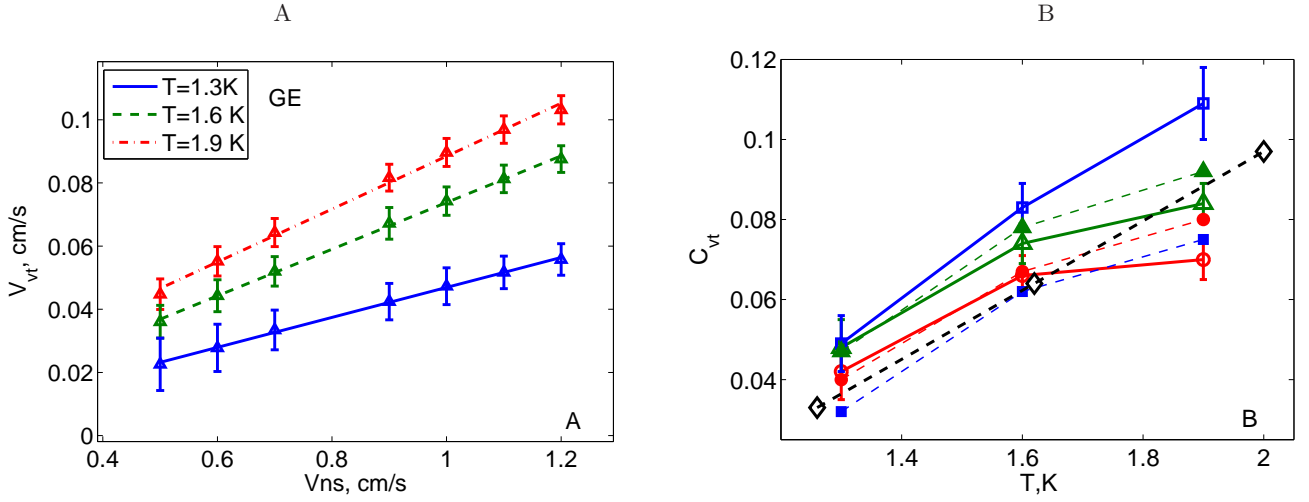 A
B
T=1.3K
T=1.6 K
T=1.9 K
GE
V_vt, cm/s
0.1
0.08
0.06
0.04
0.02
0
0.4
0.6
0.8
1
1.2
Vns, cm/s
A
C_vt
0.12
0.1
0.08
0.06
0.04
1.4
1.6
1.8
2
T,K
B